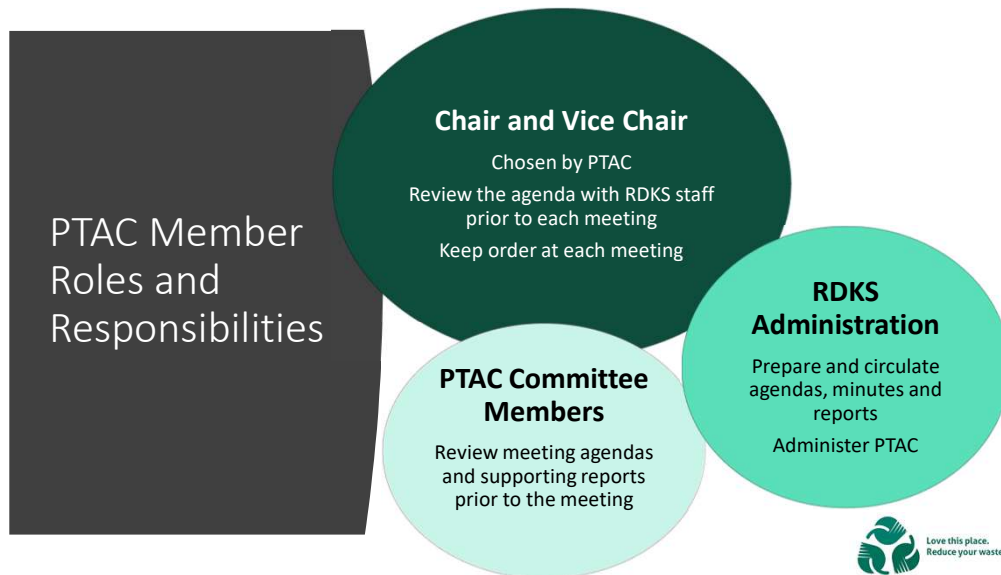 PTAC Member
Roles and
Responsibilities
Chair and Vice Chair
Chosen by PTAC
Review the agenda with RDKS staff
prior to each meeting
Keep order at each meeting
RDKS
Administration
Prepare and circulate
agendas, minutes and
reports
Administer PTAC
PTAC Committee
Members
Review meeting agendas
and supporting reports
prior to the meeting
Love this place.
Reduce your waste